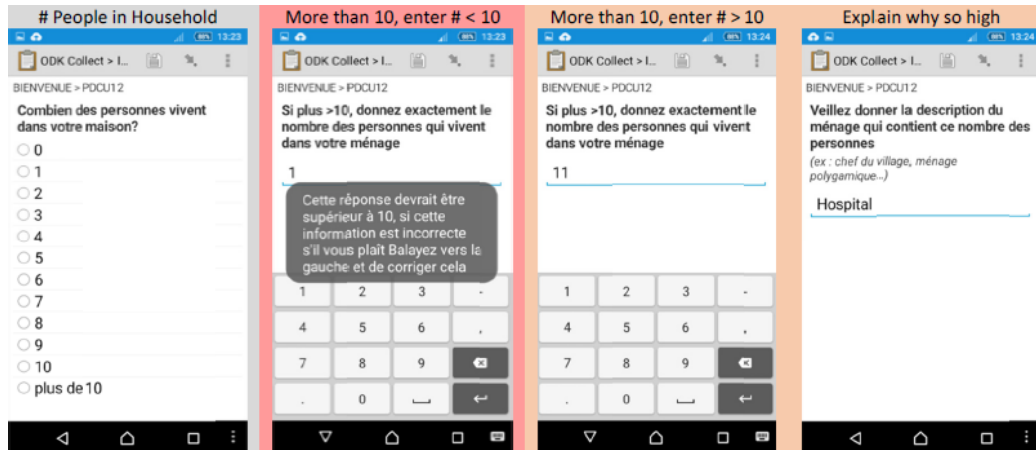 # People in Household
13:23
ODK Collect > I...
BIENVENUE > PDCU12
Combien des personnes vivent
dans votre maison?
0
1
2
3
4
5
6
7
8
9
10
plus de 10
More than 10, enter # < 10
13:23
ODK Collect > I...
BIENVENUE > PDCU12
Si plus >10, donnez exactement le
nombre des personnes qui vivent
dans votre ménage
1
Cette réponse devrait être
supérieur à 10, si cette
information est incorrecte
s'il vous plaît Balayez vers la
gauche et de corriger cela
1 2 3 -
4 5 6 ,
7 8 9
. 0
More than 10, enter # > 10
13:24
ODK Collect > I...
BIENVENUE > PDCU12
Si plus >10, donnez exactement le
nombre des personnes qui vivent
dans votre ménage
11
1 2 3 -
4 5 6 ,
7 8 9
. 0
Explain why so high
13:24
ODK Collect > I...
BIENVENUE > PDCU12
Veillez donner la description du
ménage qui contient ce nombre des
personnes
(ex : chef du village, ménage
polygamique...)
Hospital